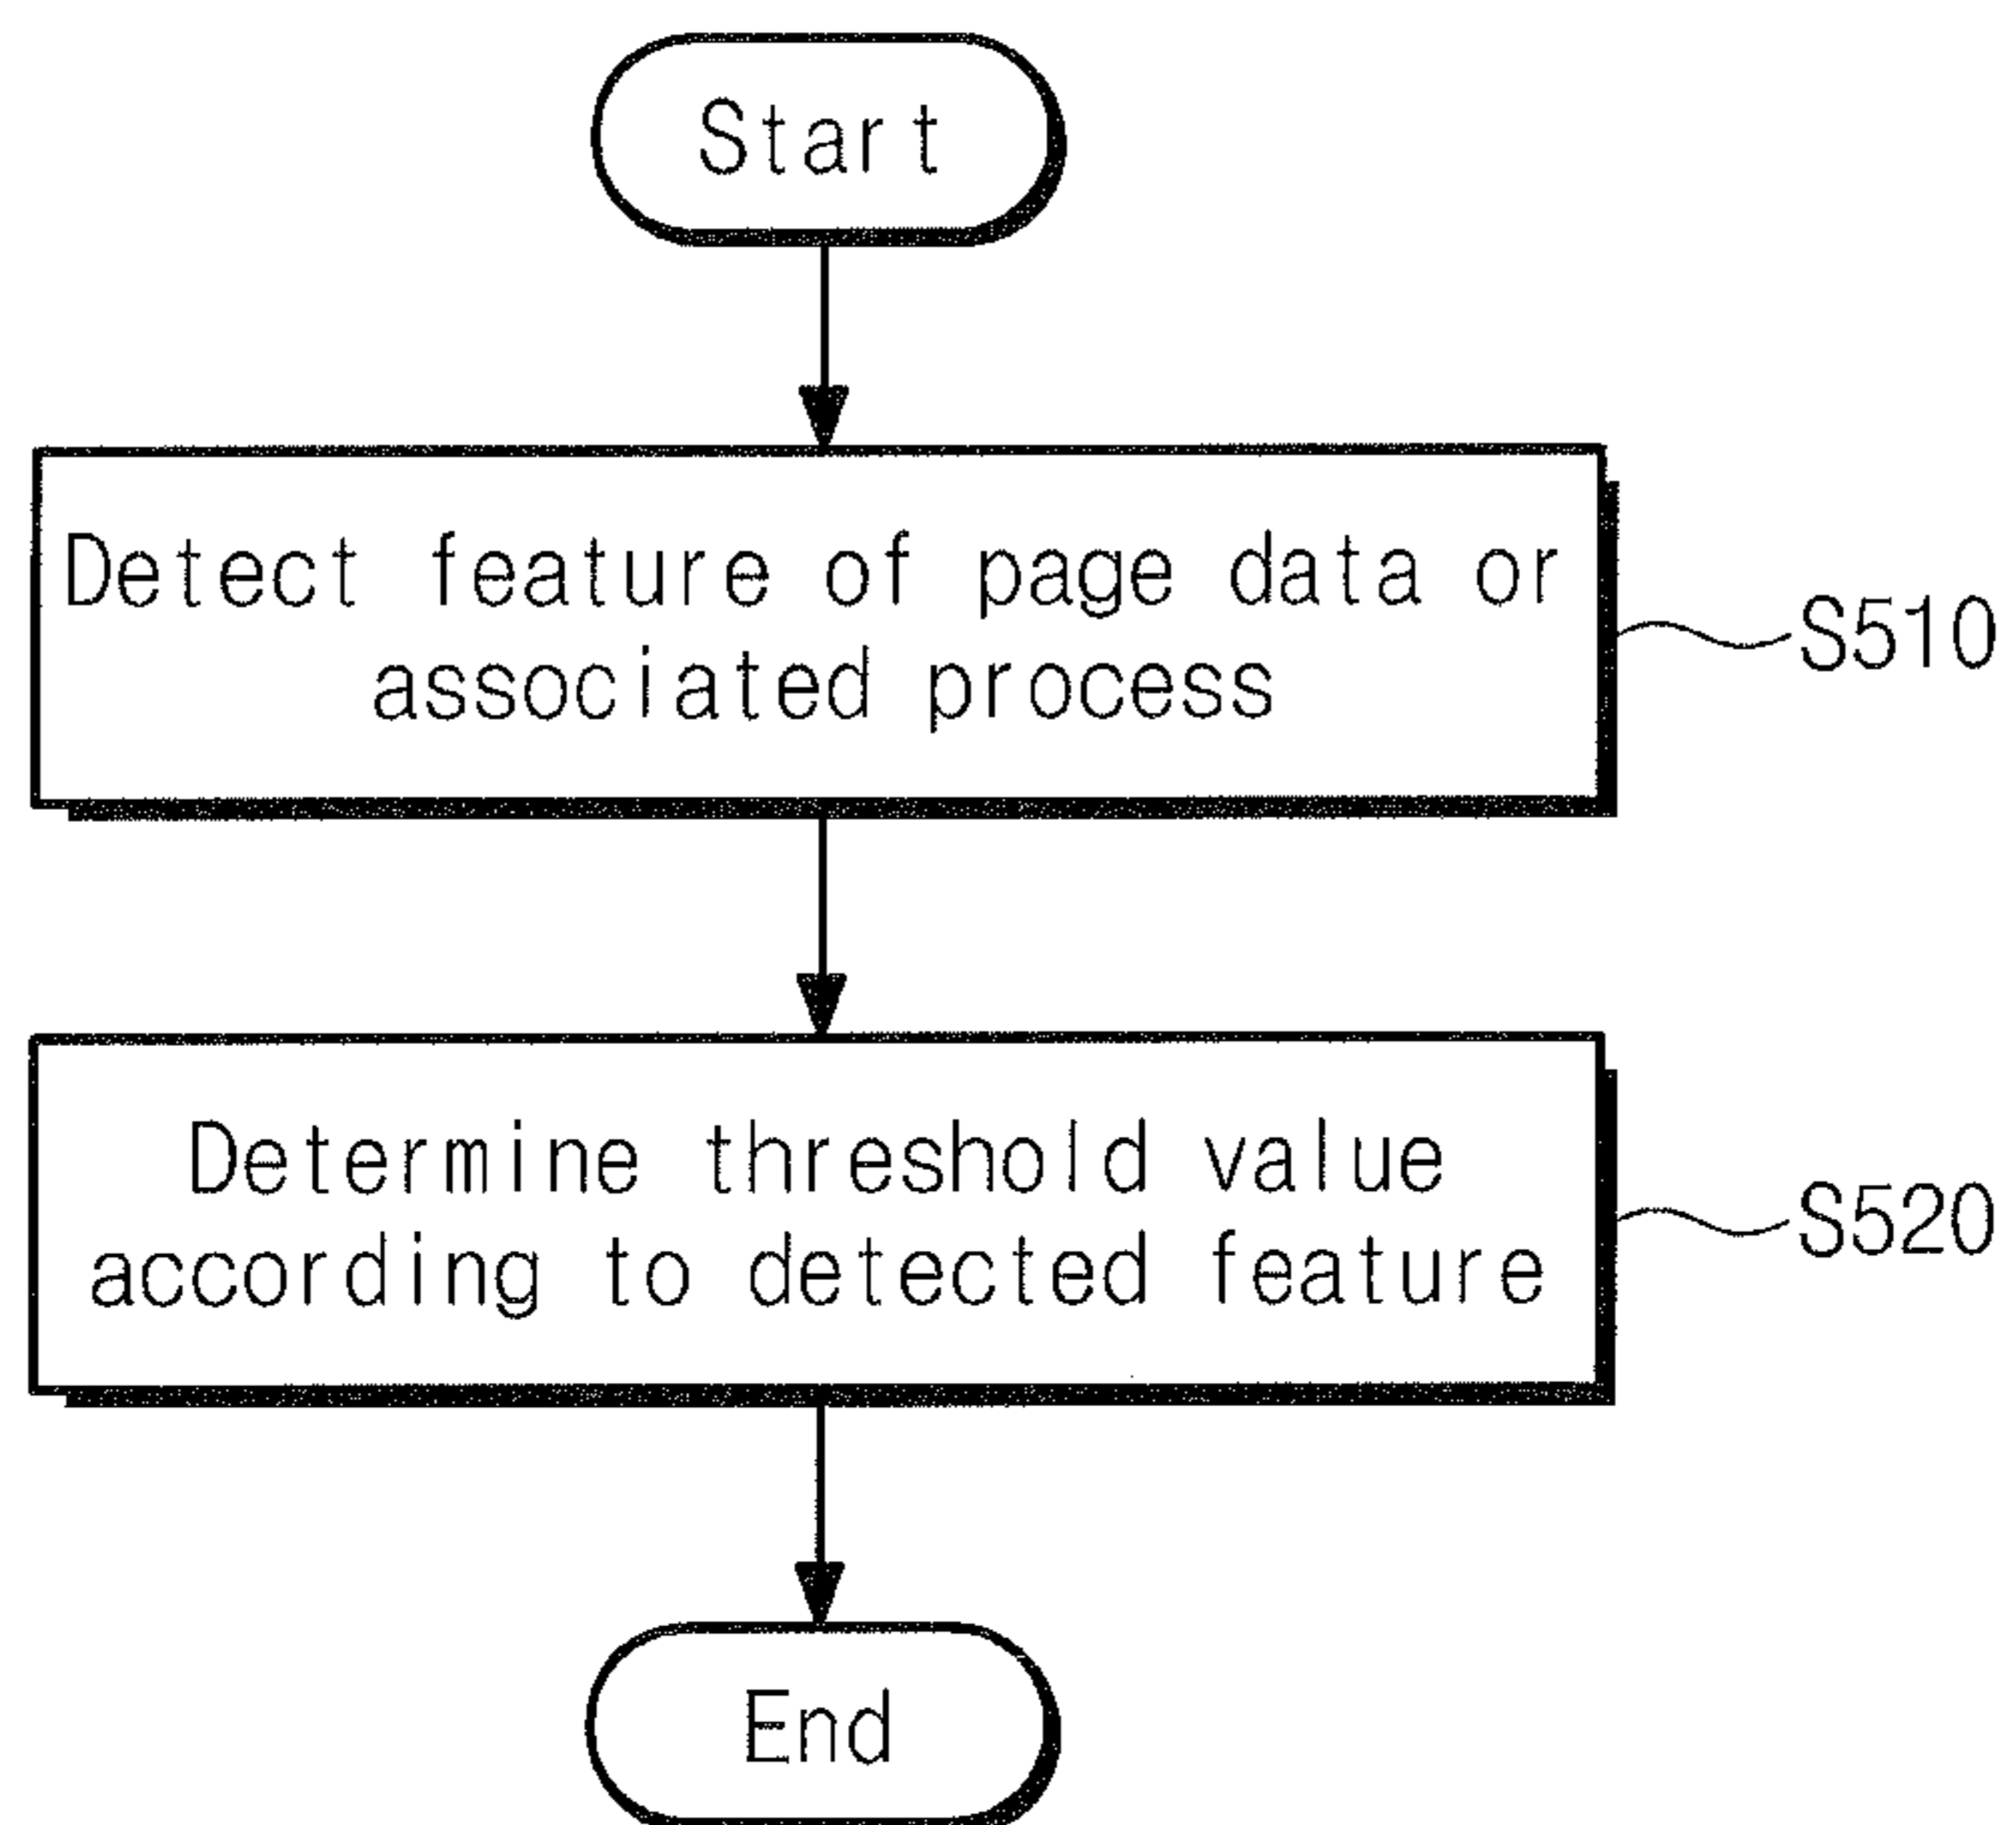 Start
Detect feature of page data or
associated process
S510
Determine threshold value
according to detected feature
S520
End